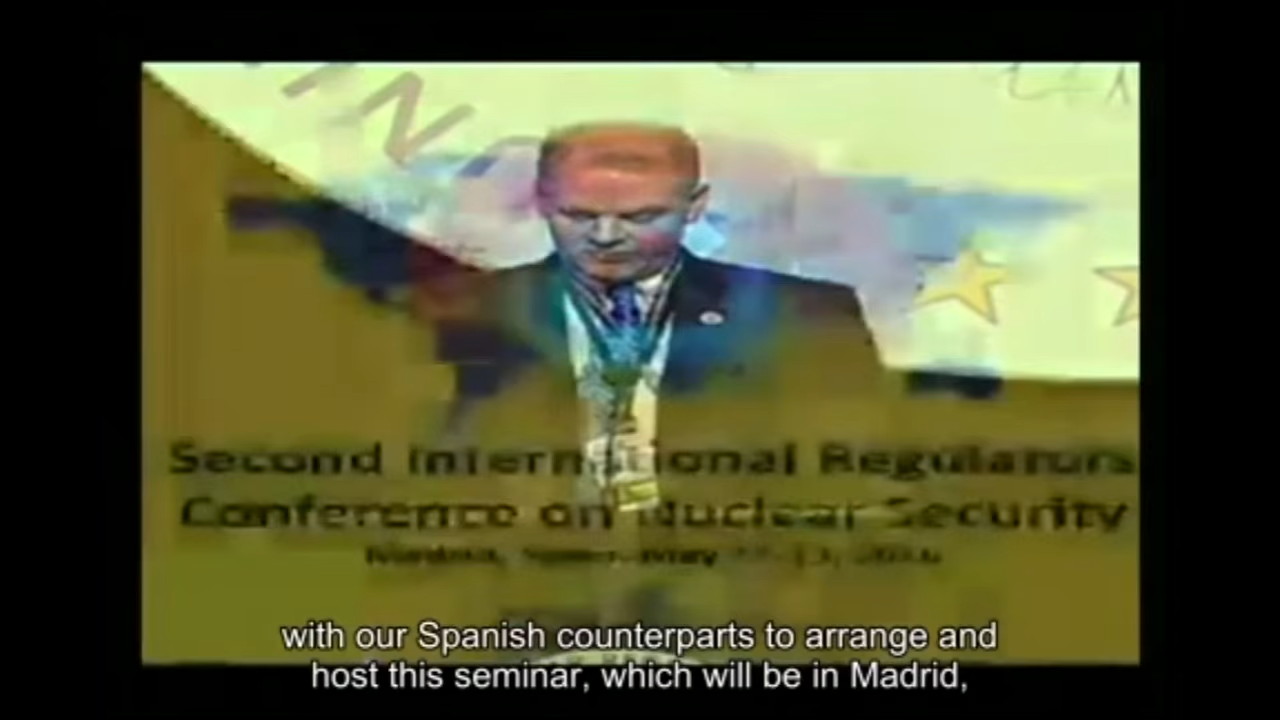 Second International Regulators
Conference on Nuclear Security
with our Spanish counterparts to arrange and
host this seminar, which will be in Madrid,